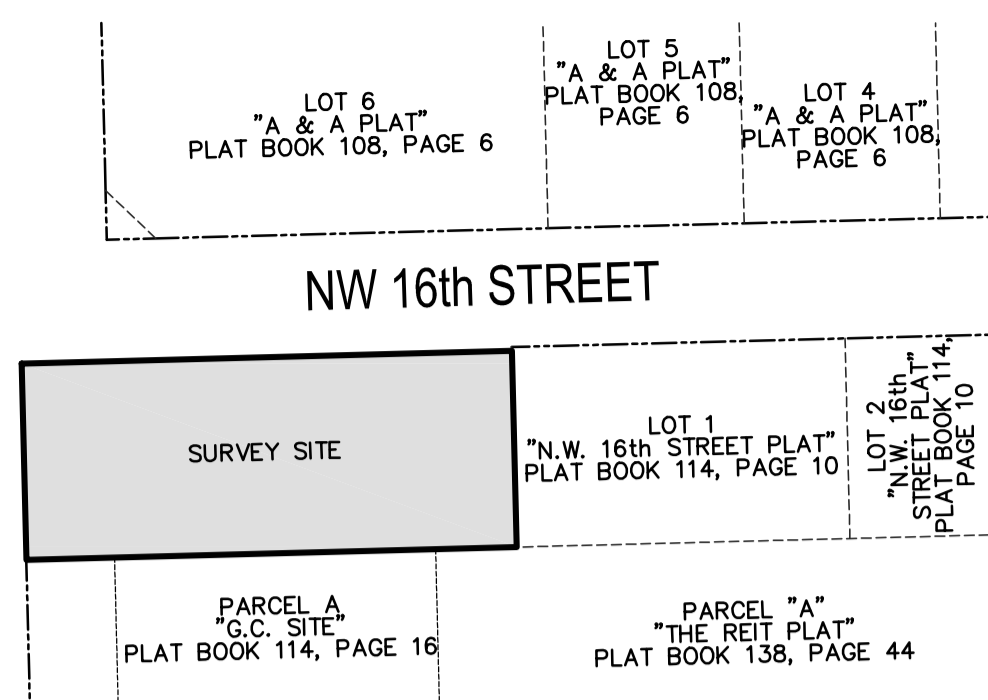 LOT 6
"A & A PLAT"
PLAT BOOK 108, PAGE 6
LOT 5
"A & A PLAT"
PLAT BOOK 108,
PAGE 6
LOT 4
"A & A PLAT"
PLAT BOOK 108,
PAGE 6
NW 16th STREET
SURVEY SITE
LOT 1
"N.W. 16th STREET PLAT"
PLAT BOOK 114, PAGE 10
LOT 2
"N.W. 16th
STREET PLAT"
PLAT BOOK 114,
PAGE 10
PARCEL A
"G.C. SITE"
PLAT BOOK 114, PAGE 16
PARCEL "A"
"THE REIT PLAT"
PLAT BOOK 138, PAGE 44